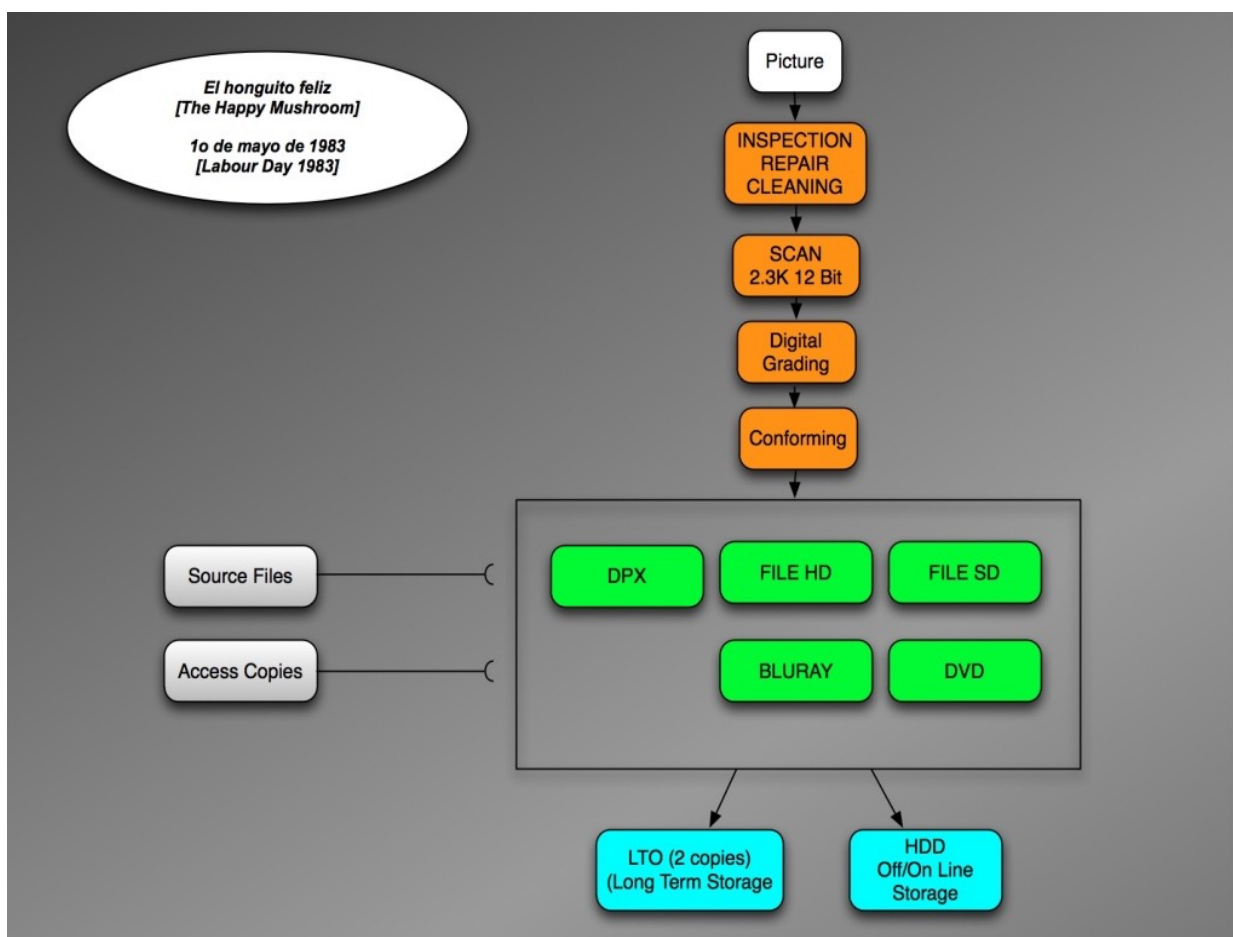 El honguito feliz
[The Happy Mushroom]
1o de mayo de 1983
[Labour Day 1983]
Picture
INSPECTION
REPAIR
CLEANING
SCAN
2.3K 12 Bit
Digital
Grading
Conforming
Source Files
DPX
FILE HD
FILE SD
Access Copies
BLURAY
DVD
LTO (2 copies)
(Long Term Storage
HDD
Off/On Line
Storage